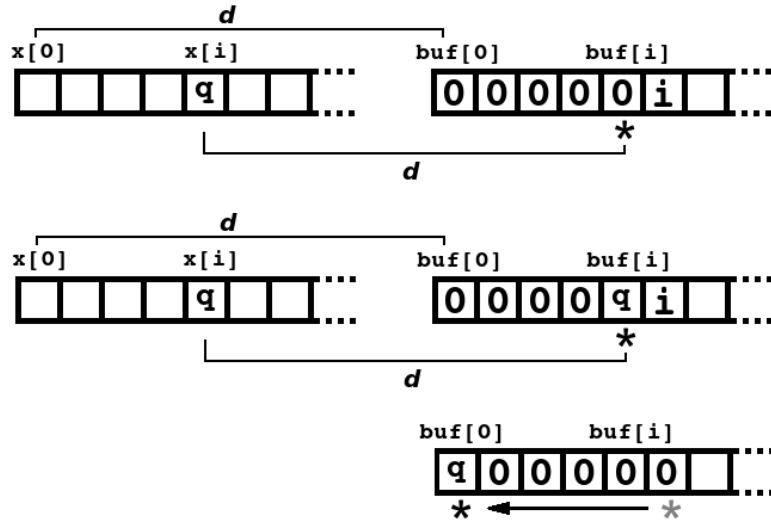 d
x[0] x[i] buf[0] buf[i]
q 0 0 0 0 0 i
*
d
d
x[0] x[i] buf[0] buf[i]
q 0 0 0 0 q i
*
d
buf[0] buf[i]
q 0 0 0 0 0
* *